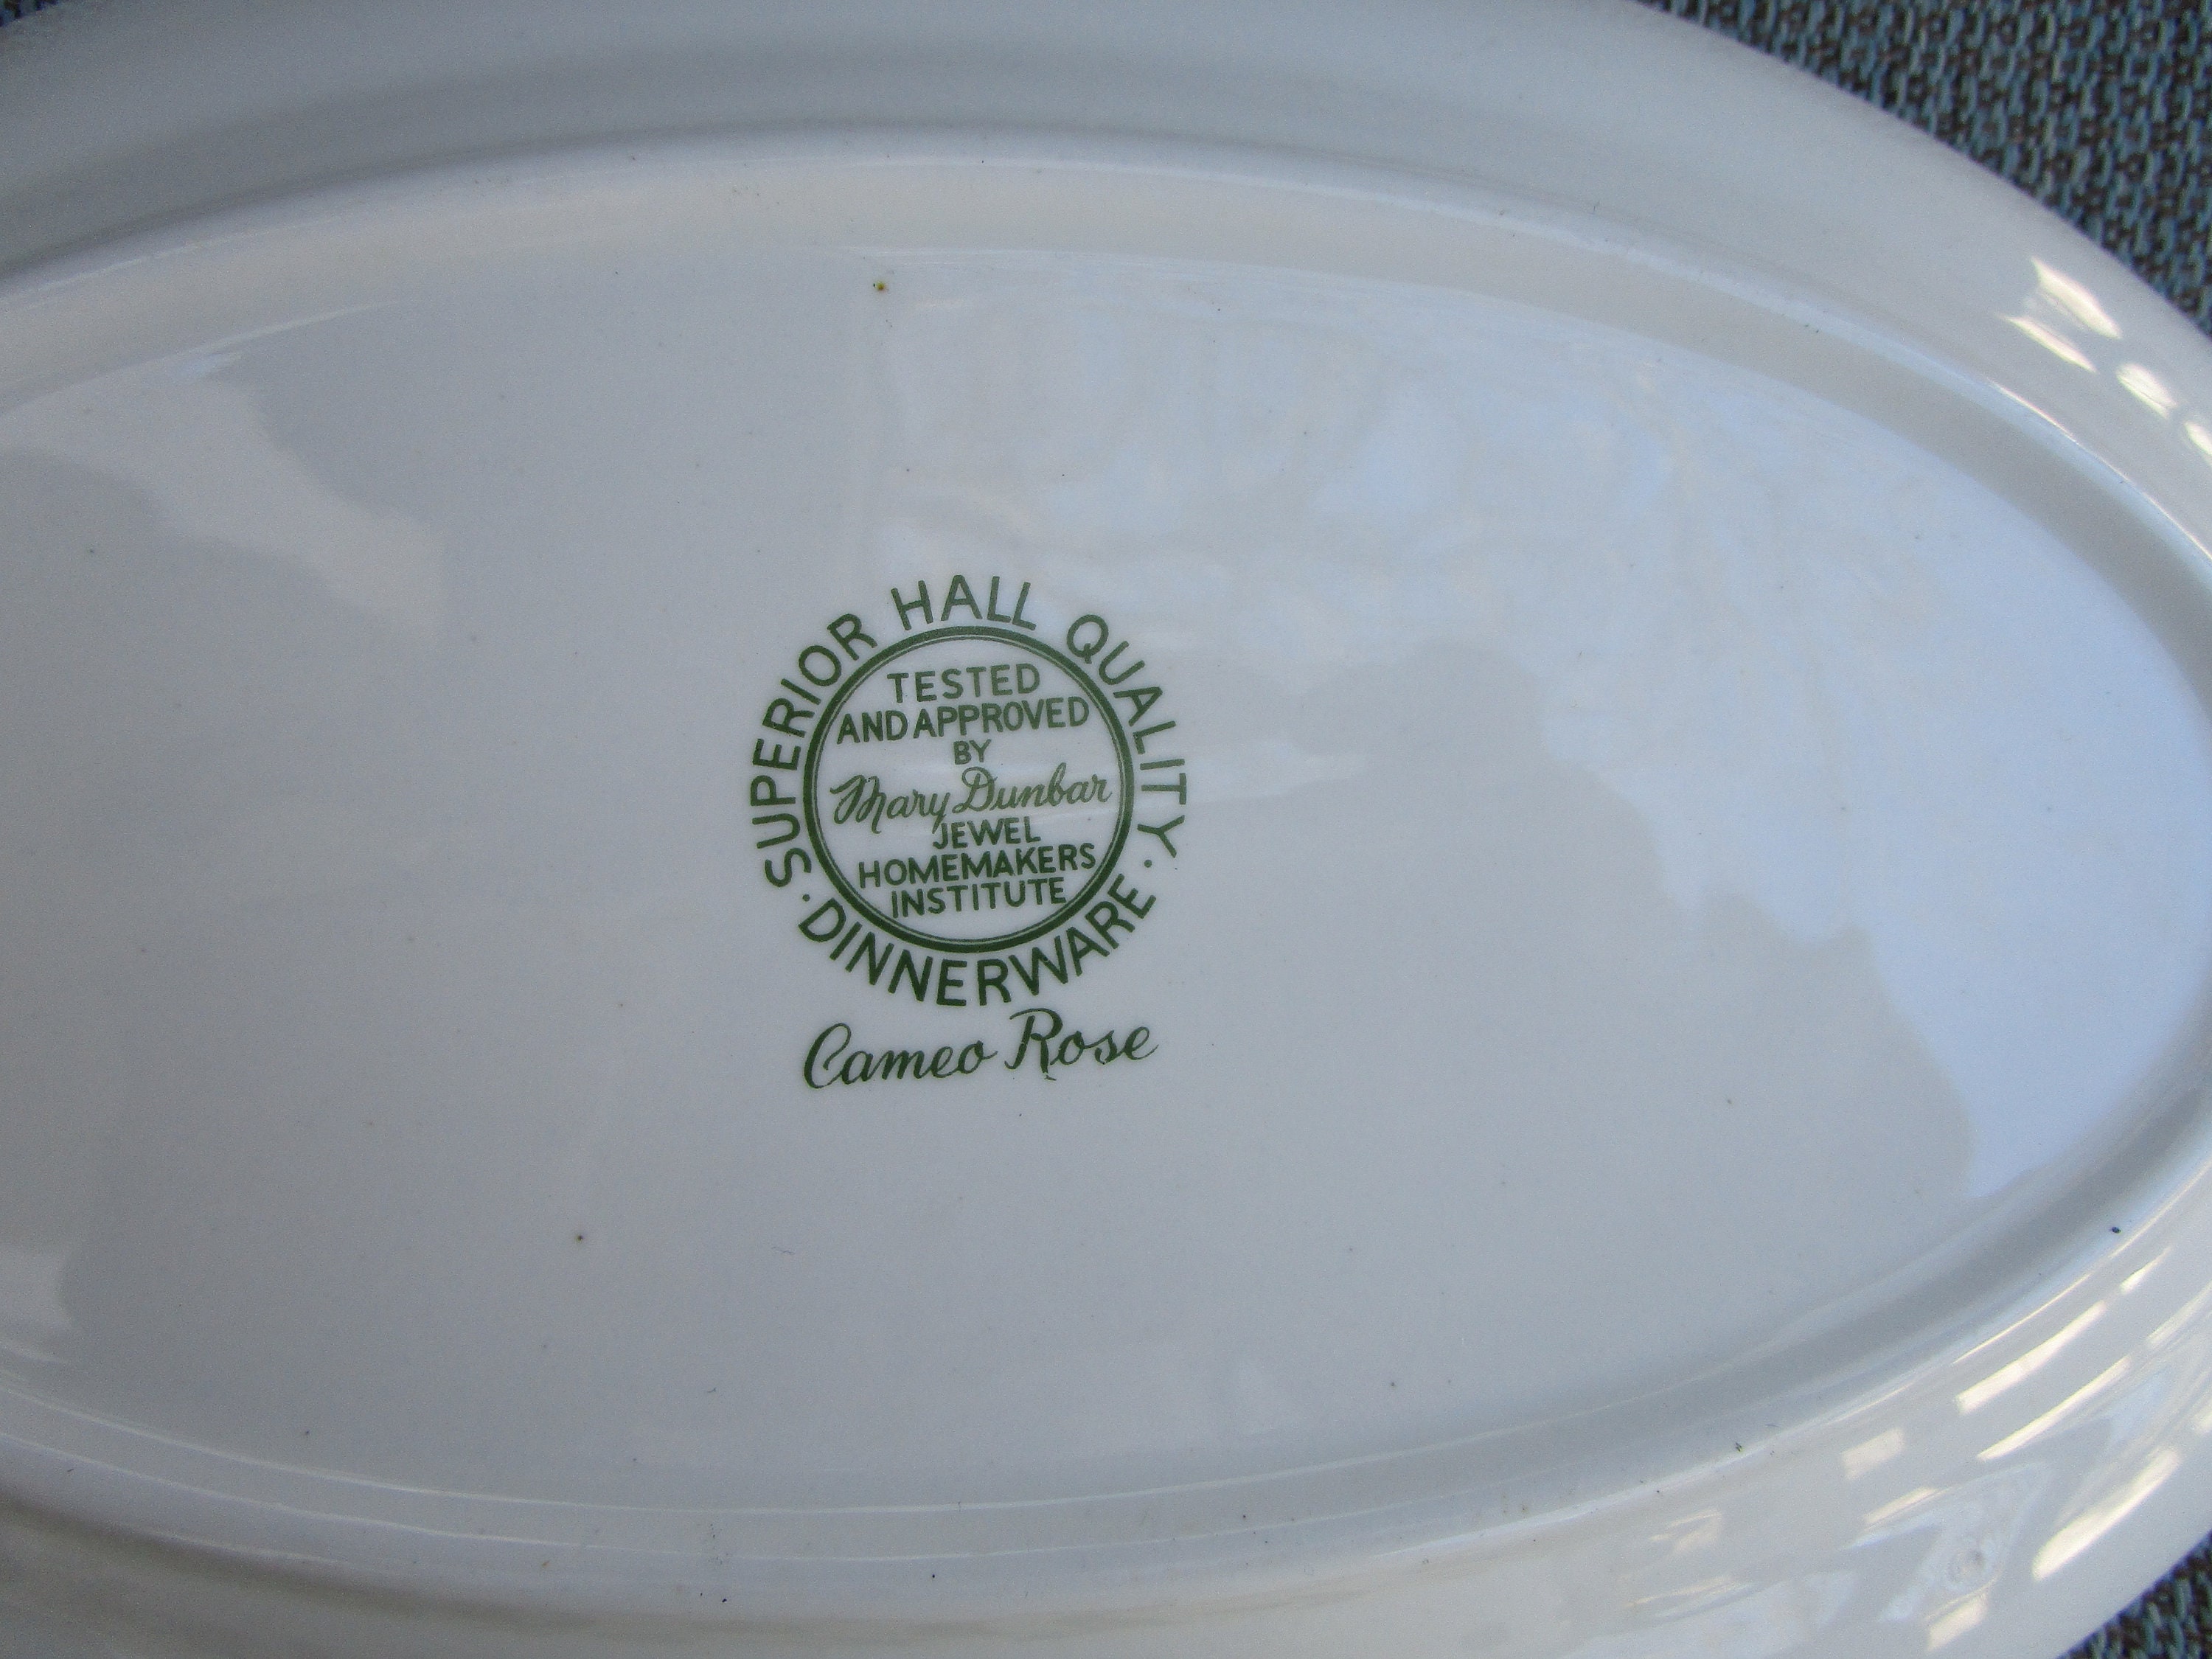 SUPERIOR HALL QUALITY
TESTED
AND APPROVED
BY
Mary Dunbar
JEWEL
HOMEMAKERS
INSTITUTE
· DINNERWARE ·
Cameo Rose